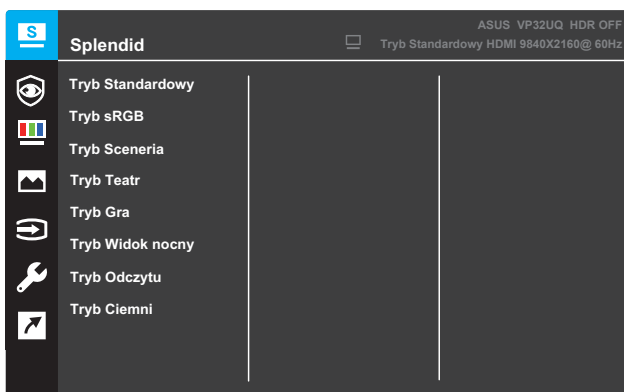 S
ASUS VP32UQ HDR OFF
Splendid
Tryb Standardowy HDMI 9840X2160@ 60Hz
Tryb Standardowy
Tryb sRGB
Tryb Sceneria
Tryb Teatr
Tryb Gra
Tryb Widok nocny
Tryb Odczytu
Tryb Ciemni